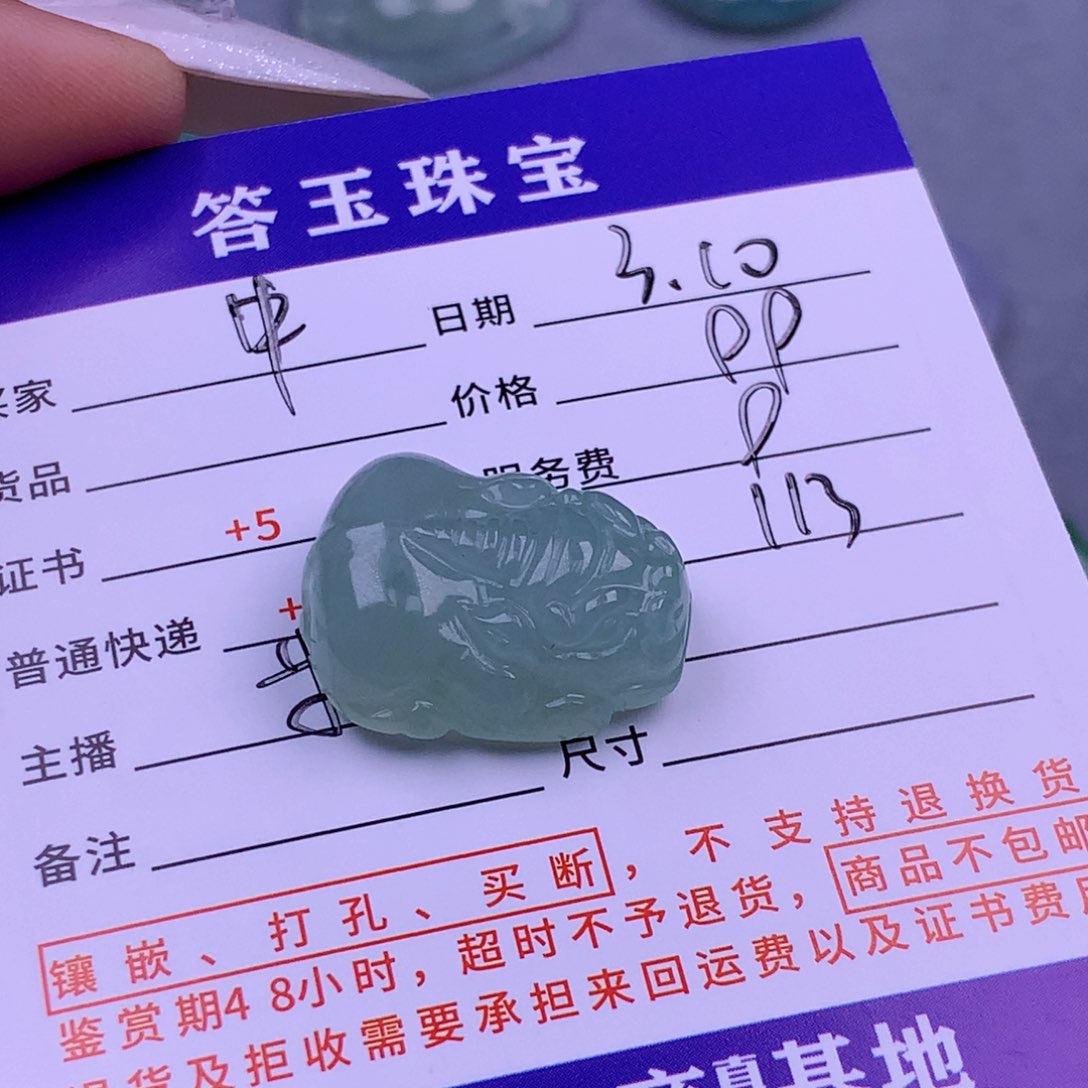 答玉珠宝
家 中 日期 3.10
货品 价格 99
证书 +5 服务费 9
113
普通快递 +
主播
尺寸
备注
镶嵌、打孔、买断，不支持退换货
鉴赏期48小时，超时不予退货，商品不包邮
退货及拒收需要承担来回运费以及证书费
基地